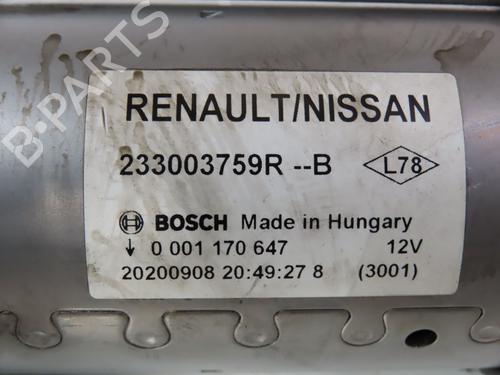 RENAULT/NISSAN
233003759R --B L78
BOSCH Made in Hungary
↓ 0 001 170 647 12V
20200908 20:49:27 8 (3001)
B-PARTS